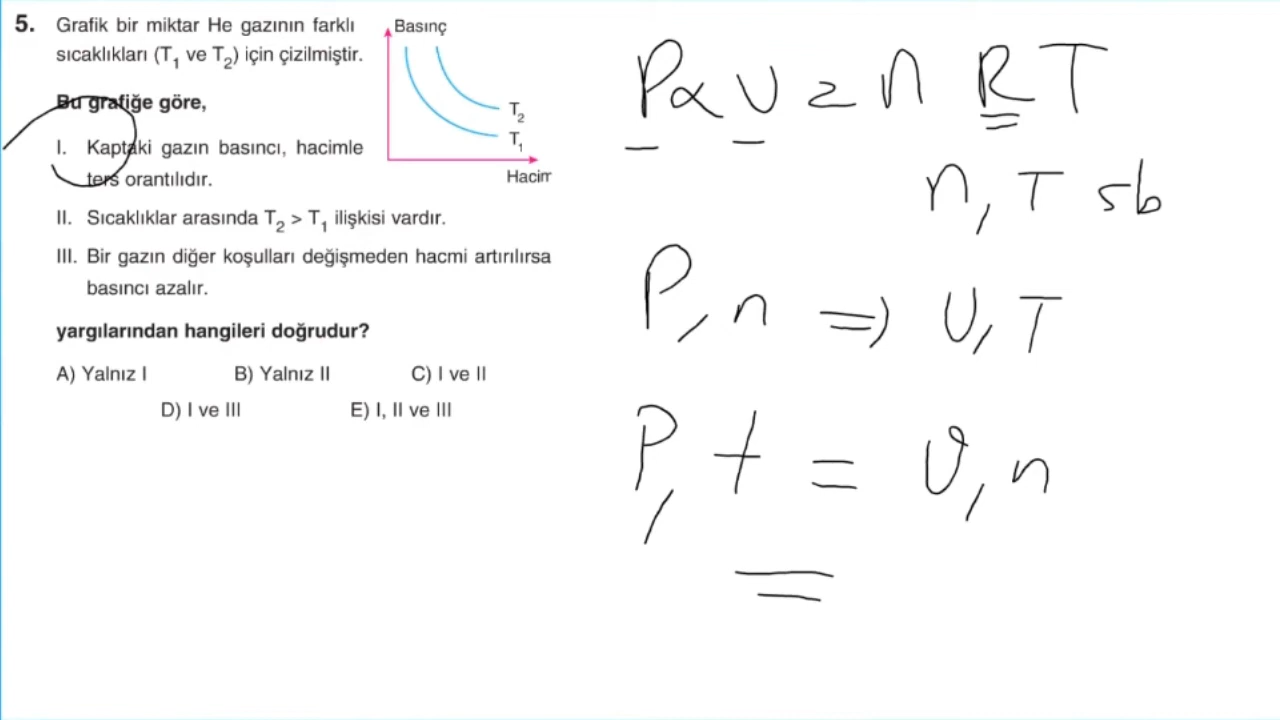 5. Grafik bir miktar He gazının farklı
sıcaklıkları (T₁ ve T₂) için çizilmiştir.
Bu grafiğe göre,
I. Kaptaki gazın basıncı, hacimle
ters orantılıdır.
II. Sıcaklıklar arasında T₂ > T₁ ilişkisi vardır.
III. Bir gazın diğer koşulları değişmeden hacmi artırılırsa
basıncı azalır.
yargılarından hangileri doğrudur?
A) Yalnız I B) Yalnız II C) I ve II
D) I ve III E) I, II ve III
Basınç
T₂
T₁
Hacim
P α V = n R T
n, T sb
P, n ⇒ V, T
P, t = V, n